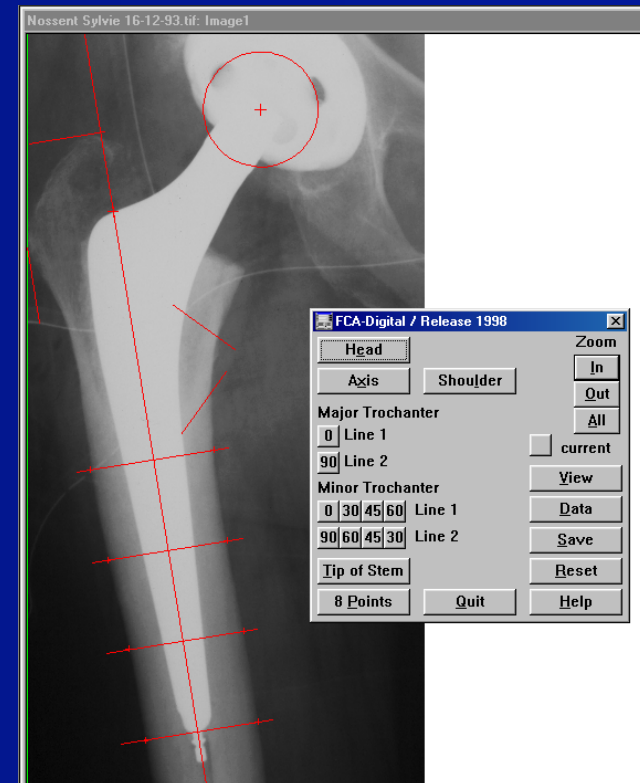 Nossent Sylvie 16-12-93.tif: Image1
FCA-Digital / Release 1998
Head
Zoom
In
Axis
Shoulder
Out
Major Trochanter
All
0 Line 1
current
90 Line 2
View
Minor Trochanter
0 30 45 60 Line 1
Data
90 60 45 30 Line 2
Save
Tip of Stem
Reset
8 Points
Quit
Help